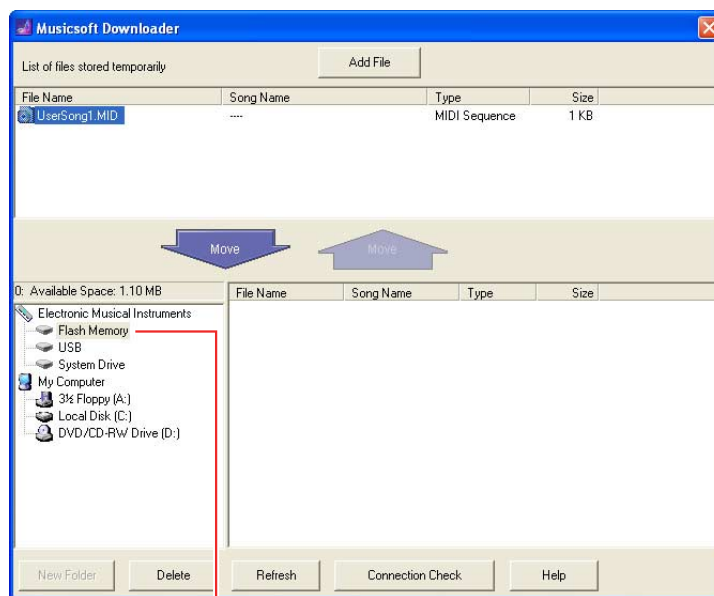 Musicsoft Downloader
List of files stored temporarily Add File
File Name Song Name Type Size
UserSong1.MID ---- MIDI Sequence 1 KB
Move Move
0: Available Space: 1.10 MB
File Name Song Name Type Size
Electronic Musical Instruments
Flash Memory
USB
System Drive
My Computer
3½ Floppy (A:)
Local Disk (C:)
DVD/CD-RW Drive (D:)
New Folder Delete Refresh Connection Check Help